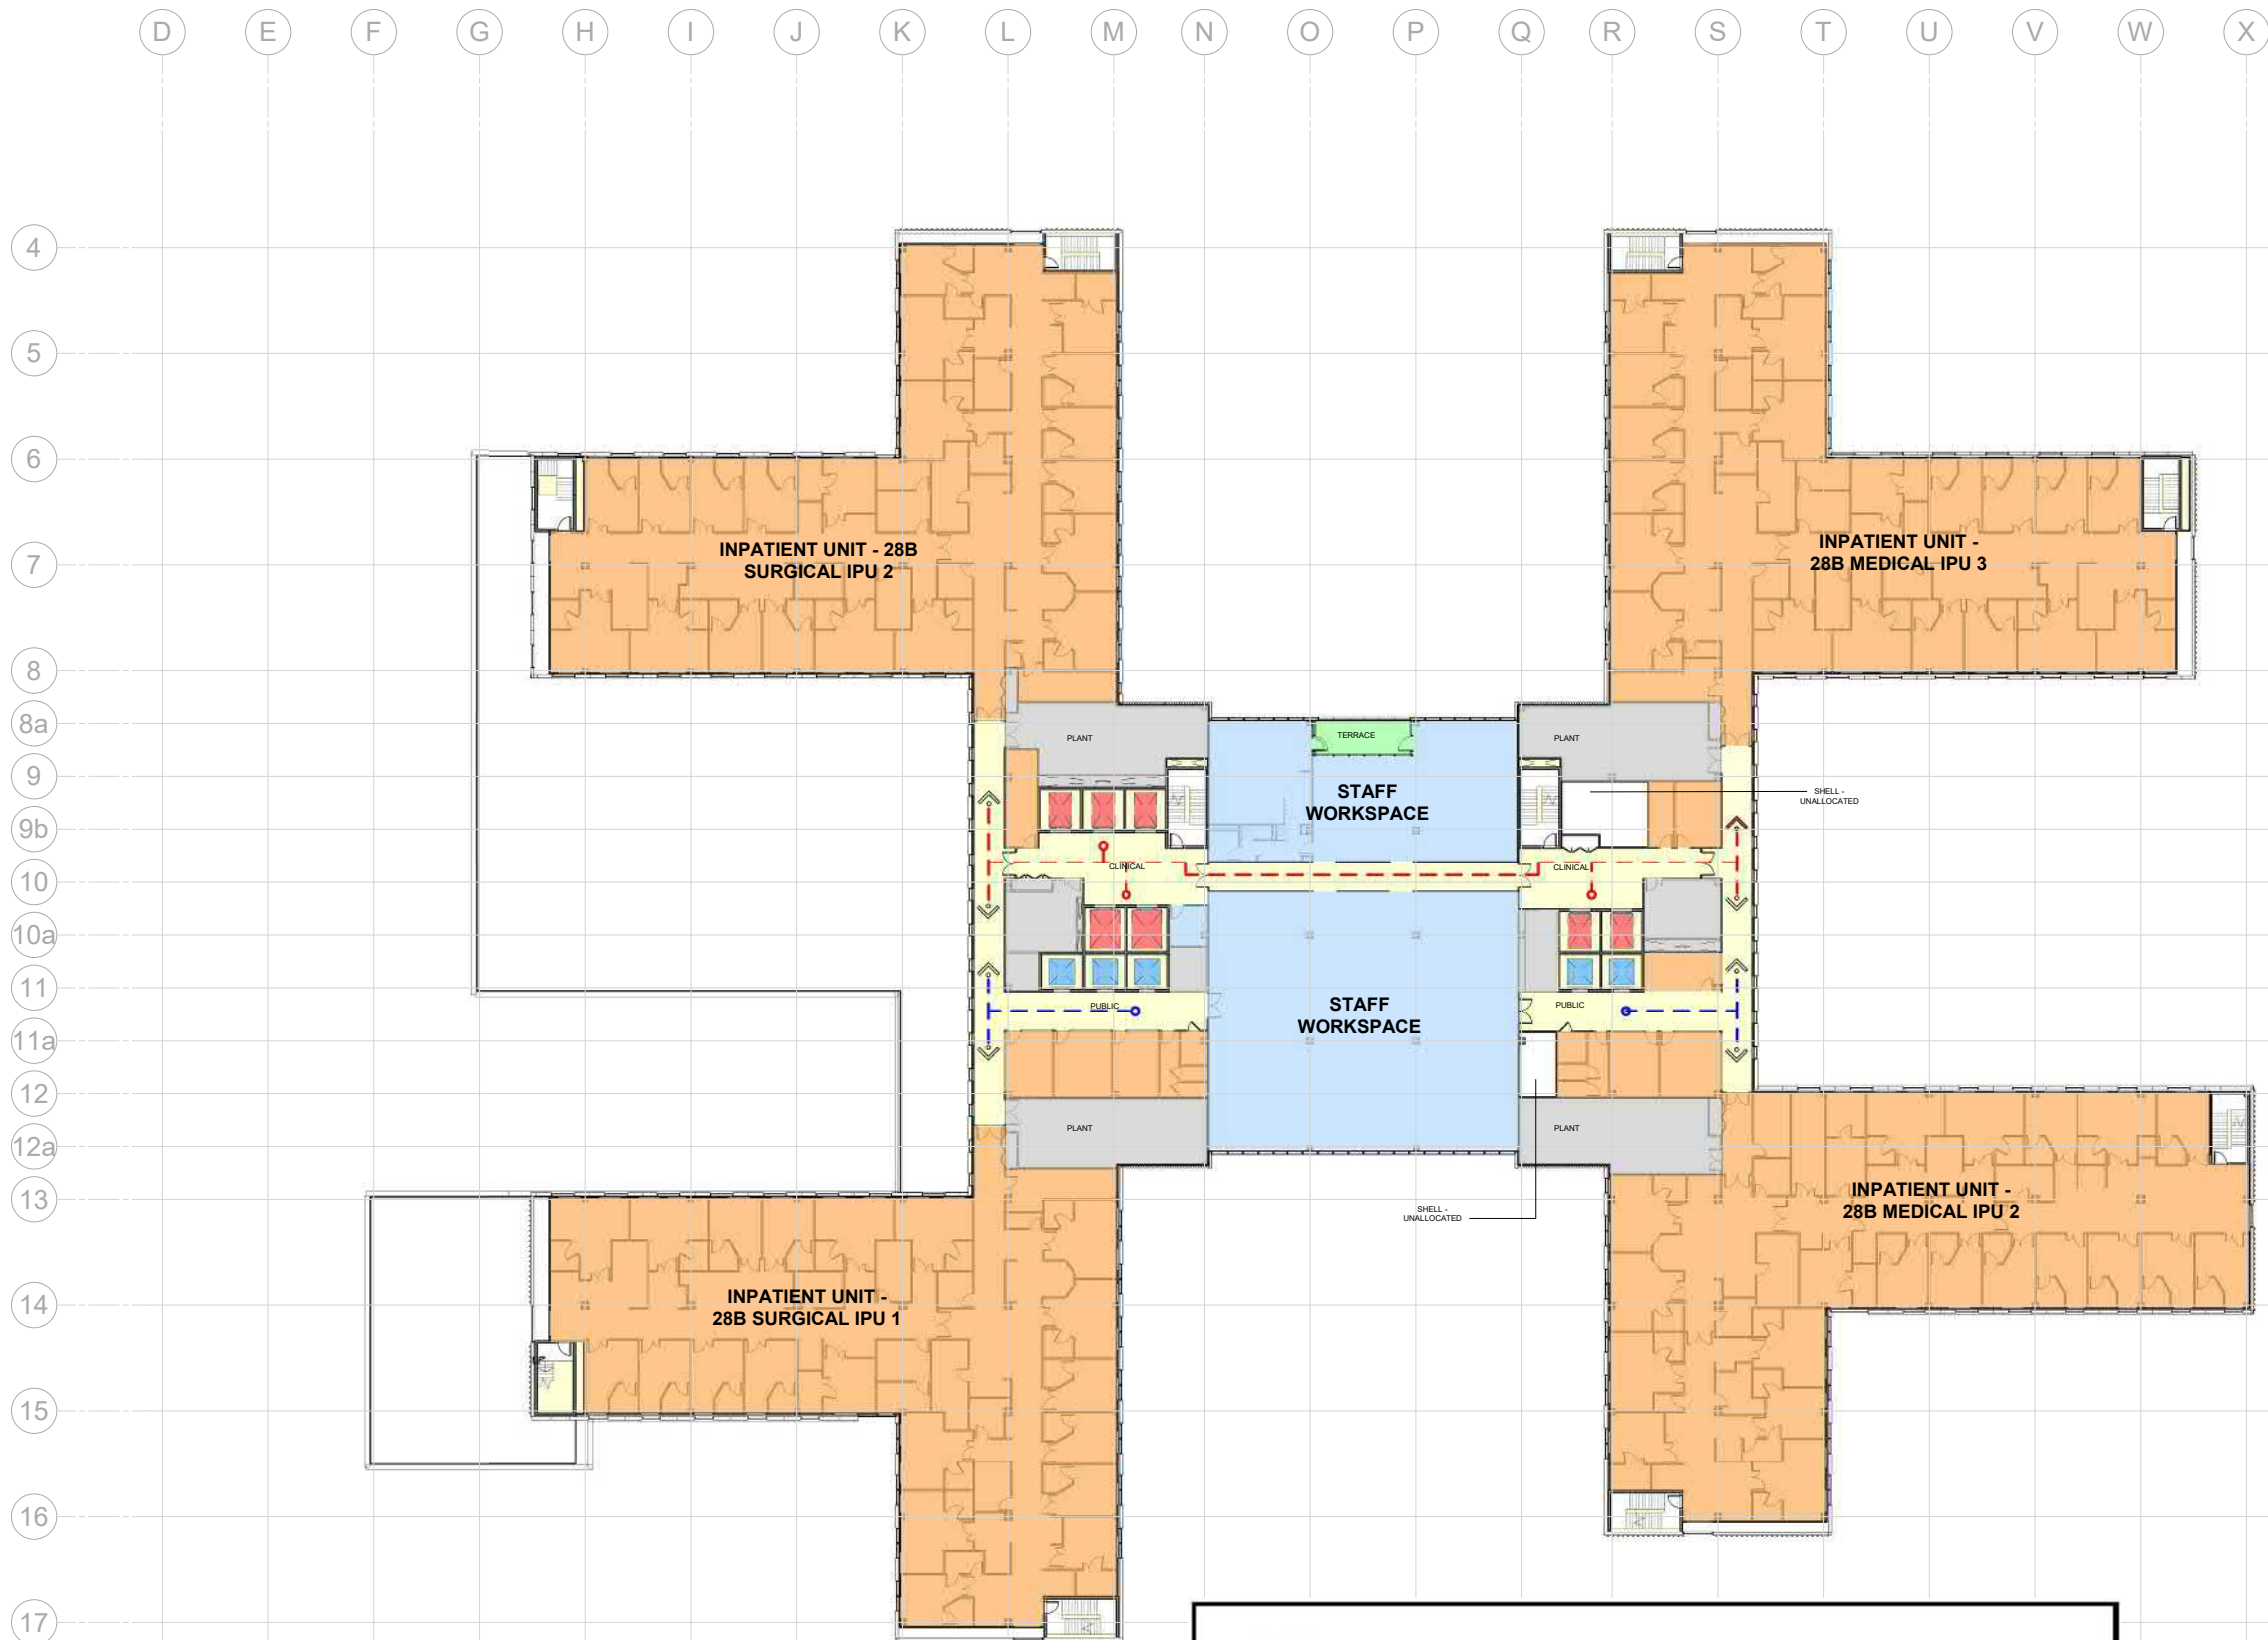 D
E
F
G
H
I
J
K
L
M
N
O
P
Q
R
S
T
U
V
W
X
4
5
6
INPATIENT UNIT - 28B
SURGICAL IPU 2
INPATIENT UNIT -
28B MEDICAL IPU 3
7
8
8a
PLANT
TERRACE
PLANT
9
STAFF
WORKSPACE
SHELL -
UNALLOCATED
9b
CLINICAL
CLINICAL
10
10a
11
PUBLIC
STAFF
WORKSPACE
PUBLIC
11a
12
PLANT
PLANT
12a
13
INPATIENT UNIT -
28B MEDICAL IPU 2
SHELL -
UNALLOCATED
INPATIENT UNIT -
28B SURGICAL IPU 1
14
15
16
17